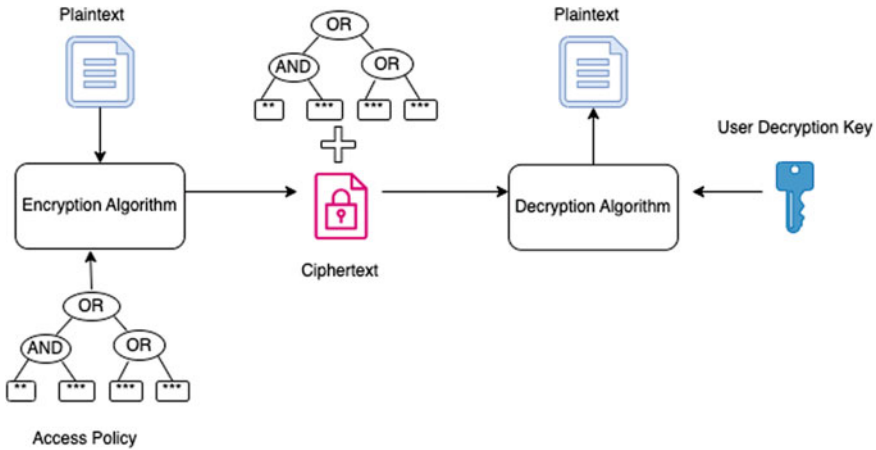 Plaintext
OR
AND
OR
** *** *** ***
Plaintext
User Decryption Key
Encryption Algorithm
Decryption Algorithm
Ciphertext
OR
AND
OR
** *** *** ***
Access Policy